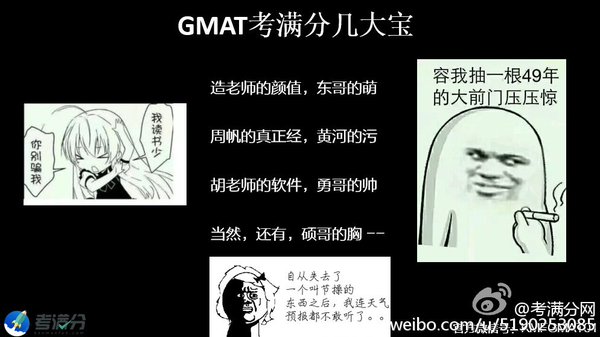 GMAT考满分几大宝
造老师的颜值，东哥的萌
周帆的真正经，黄河的污
胡老师的软件，勇哥的帅
当然，还有，硕哥的胸 --
我读书少
你别骗我
容我抽一根49年
的大前门压压惊
自从失去了
一个叫节操的
东西之后，我连天气
预报都不敢听了。。
考满分
@考满分网
weibo.com/u/5190253085